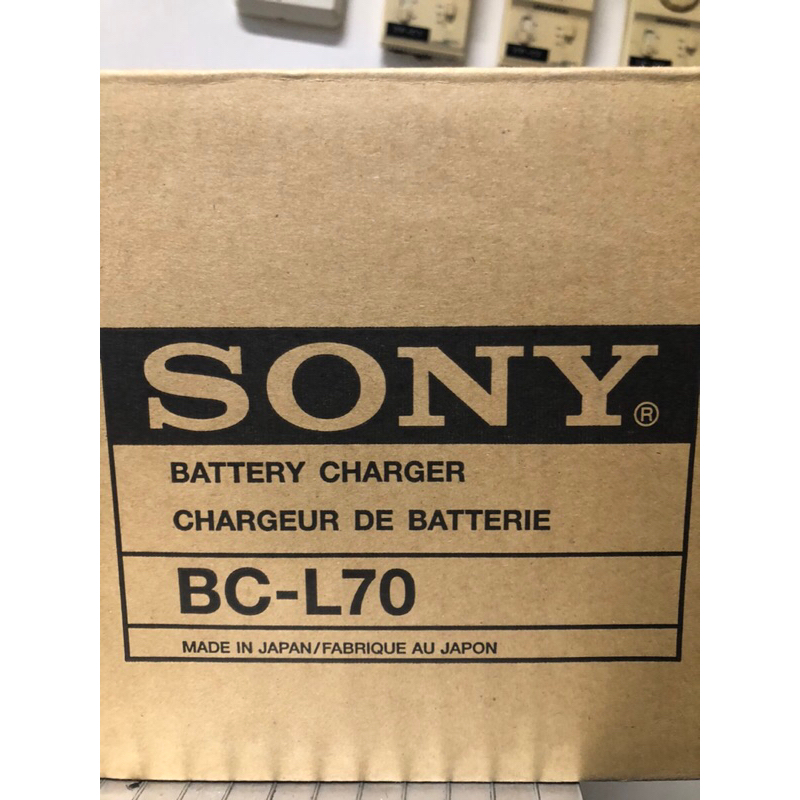 SONY®
BATTERY CHARGER
CHARGEUR DE BATTERIE
BC-L70
MADE IN JAPAN/FABRIQUE AU JAPON